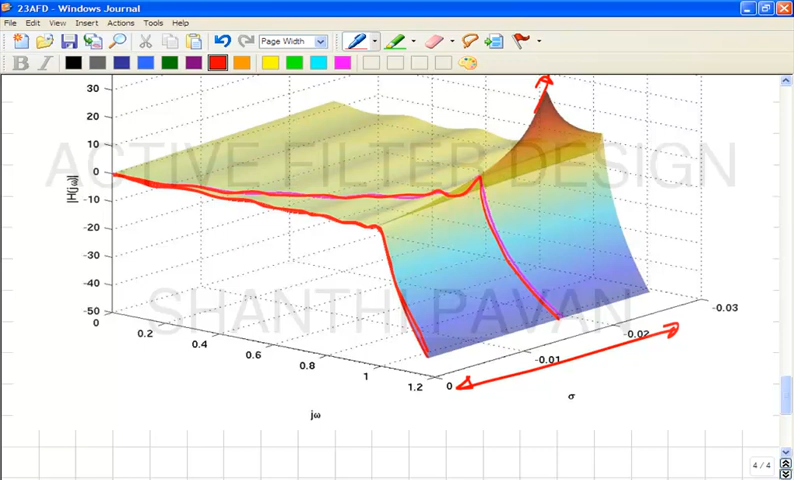 23AFD - Windows Journal
File Edit View Insert Actions Tools Help
Page Width
B I
30
20
10
0
-10
-20
-30
-40
-50
|H(jω)|
ACTIVE FILTER DESIGN
SHANTHI PAVAN
0 0.2 0.4 0.6 0.8 1 1.2
jω
0 -0.01 -0.02 -0.03
σ
4 / 4